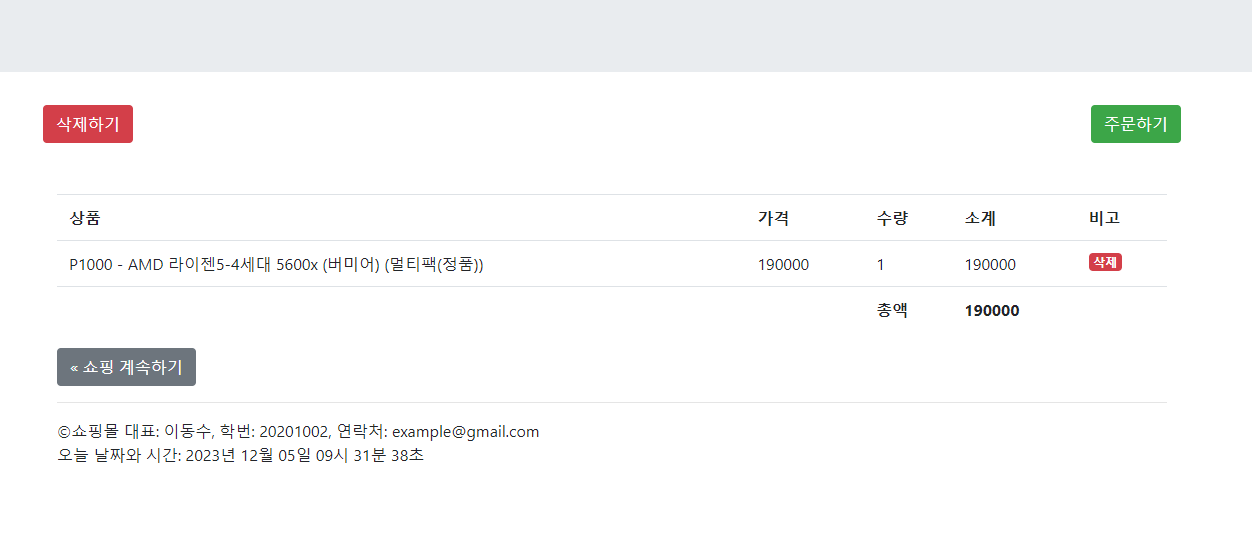 삭제하기 주문하기
상품 가격 수량 소계 비고
P1000 - AMD 라이젠5-4세대 5600x (버미어) (멀티팩(정품)) 190000 1 190000 삭제
총액 190000
« 쇼핑 계속하기
©쇼핑몰 대표: 이동수, 학번: 20201002, 연락처: example@gmail.com
오늘 날짜와 시간: 2023년 12월 05일 09시 31분 38초